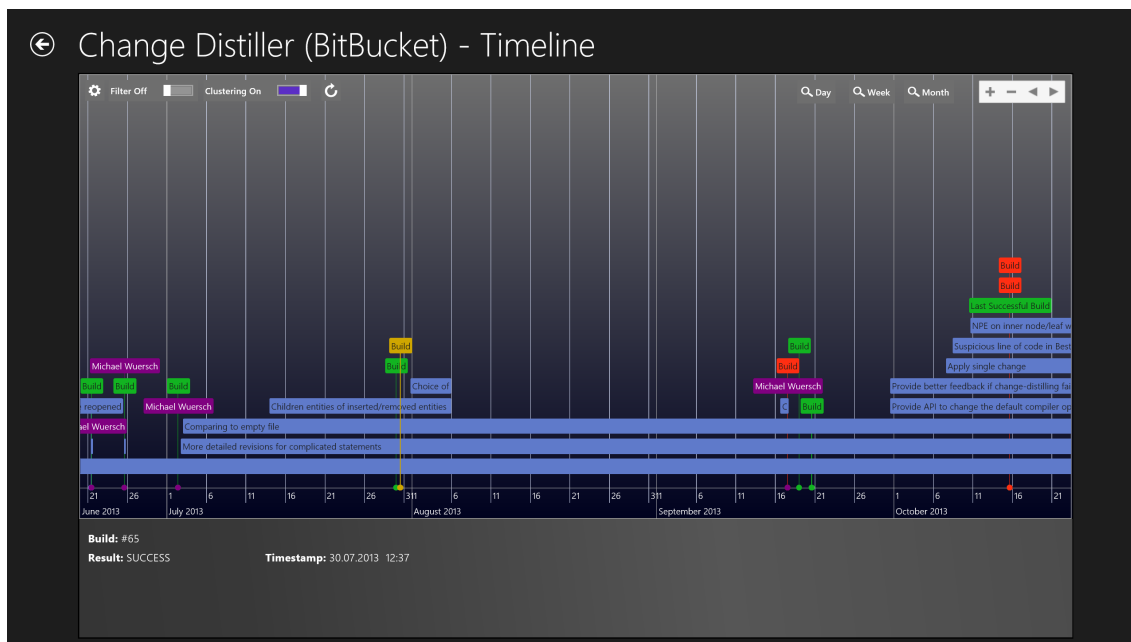 Change Distiller (BitBucket) - Timeline
Filter Off Clustering On Day Week Month
Build
Build
Last Successful Build
NPE on inner node/leaf w
Build Build Suspicious line of code in Best
Michael Wuersch Build Build Apply single change
Build Build Build Choice of Michael Wuersch Provide better feedback if change-distilling fai
reopened Michael Wuersch Children entities of inserted/removed entities C Build Provide API to change the default compiler op
el Wuersch Comparing to empty file
More detailed revisions for complicated statements
21 26 1 6 11 16 21 26 311 6 11 16 21 26 311 6 11 16 21 26 1 6 11 16 21
June 2013 July 2013 August 2013 September 2013 October 2013
Build: #65
Result: SUCCESS Timestamp: 30.07.2013 12:37